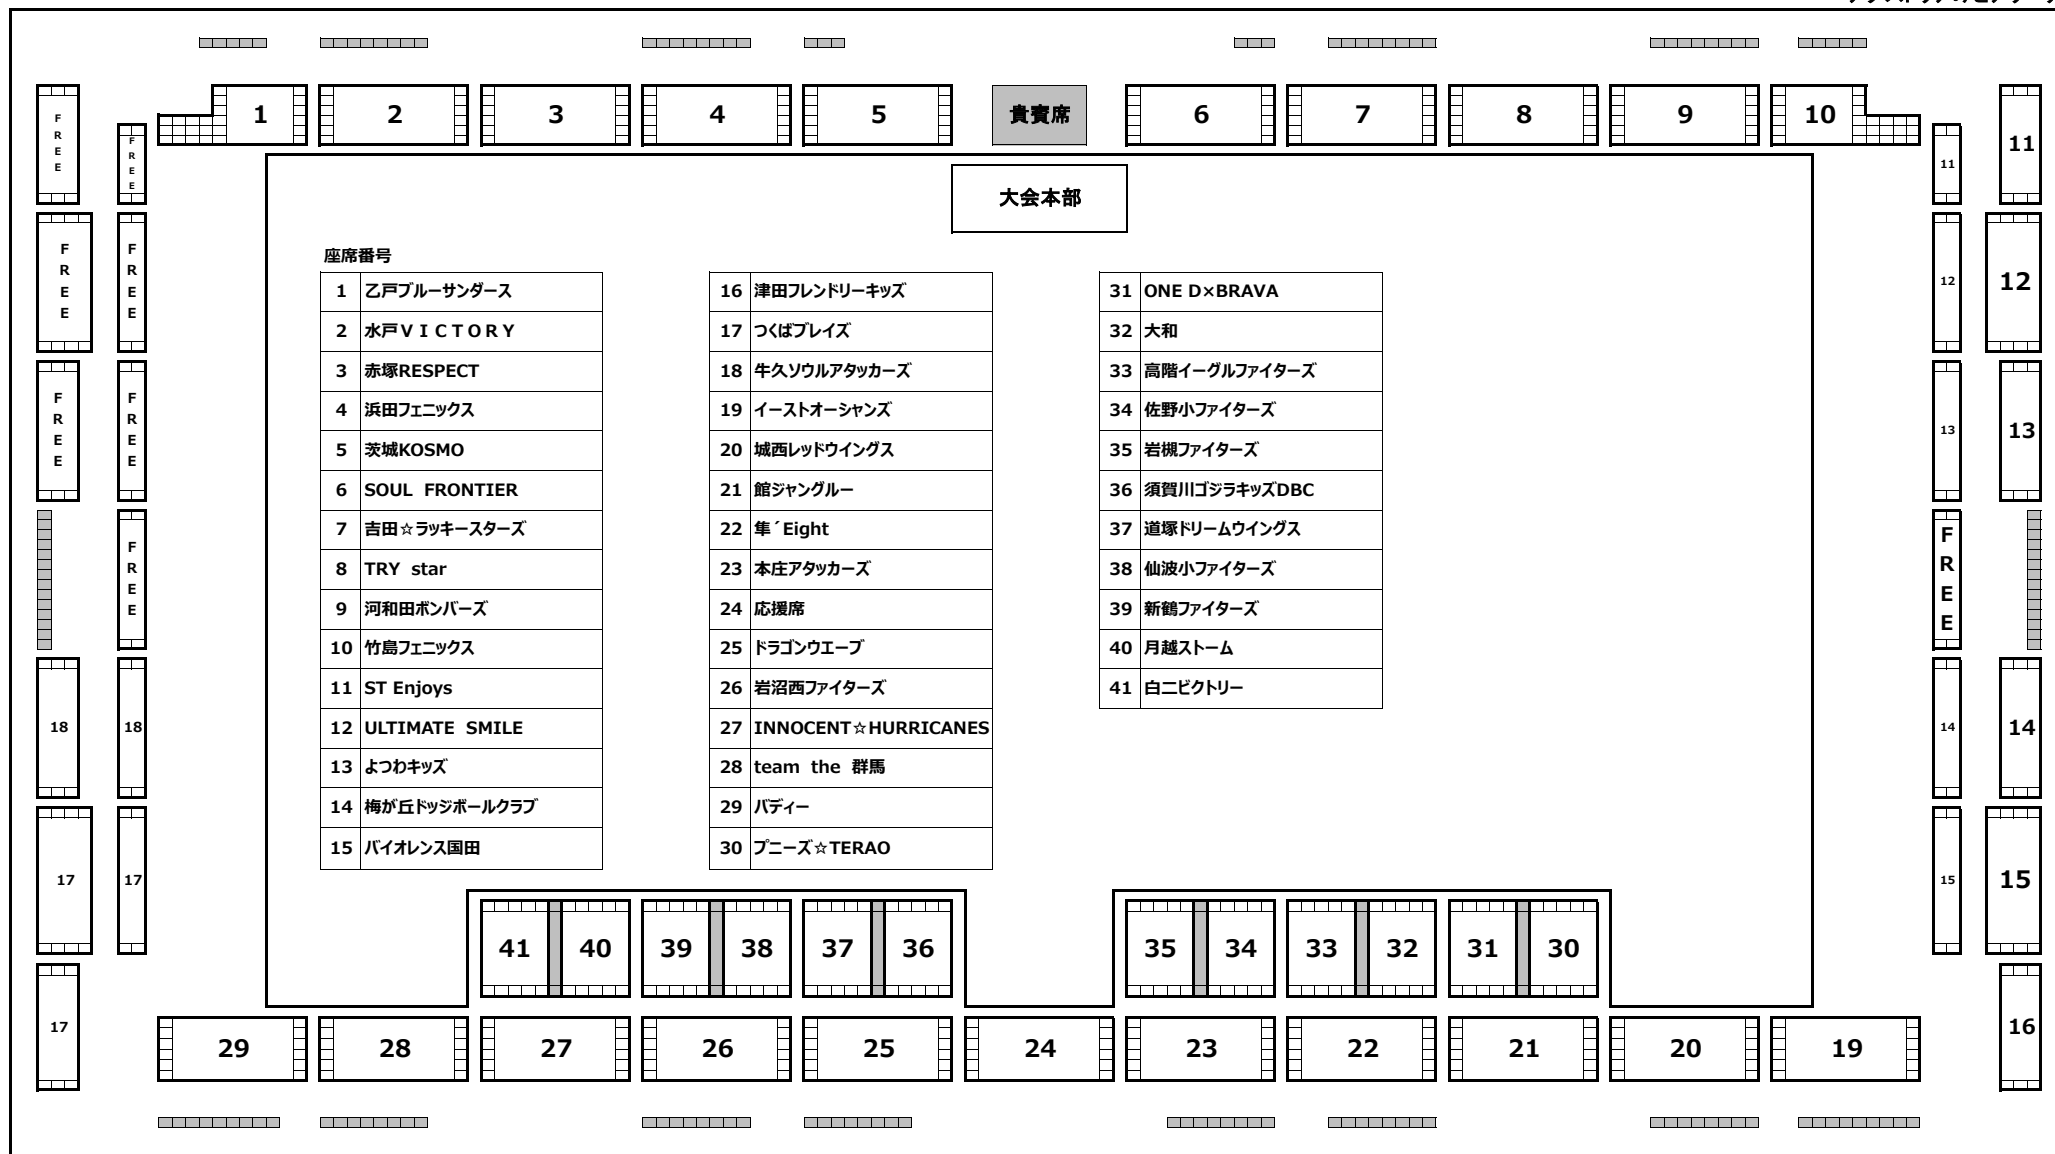 1
2
3
4
5
貴賓席
6
7
8
9
10
FREE
FREE
11
11
大会本部
FREE
FREE
12
12
座席番号
1 乙戸ブルーサンダース
2 水戸ＶＩＣＴＯＲＹ
3 赤塚RESPECT
4 浜田フェニックス
5 茨城KOSMO
6 SOUL FRONTIER
7 吉田☆ラッキースターズ
8 TRY star
9 河和田ボンバーズ
10 竹島フェニックス
11 ST Enjoys
12 ULTIMATE SMILE
13 よつわキッズ
14 梅が丘ドッジボールクラブ
15 バイオレンス国田
16 津田フレンドリーキッズ
17 つくばブレイズ
18 牛久ソウルアタッカーズ
19 イーストオーシャンズ
20 城西レッドウイングス
21 館ジャングルー
22 隼´Eight
23 本庄アタッカーズ
24 応援席
25 ドラゴンウエーブ
26 岩沼西ファイターズ
27 INNOCENT☆HURRICANES
28 team the 群馬
29 バディー
30 プニーズ☆TERAO
31 ONE D×BRAVA
32 大和
33 高階イーグルファイターズ
34 佐野小ファイターズ
35 岩槻ファイターズ
36 須賀川ゴジラキッズDBC
37 道塚ドリームウイングス
38 仙波小ファイターズ
39 新鶴ファイターズ
40 月越ストーム
41 白二ビクトリー
FREE
FREE
13
13
FREE
FREE
18
18
14
14
17
17
15
15
41
40
39
38
37
36
35
34
33
32
31
30
17
16
29
28
27
26
25
24
23
22
21
20
19